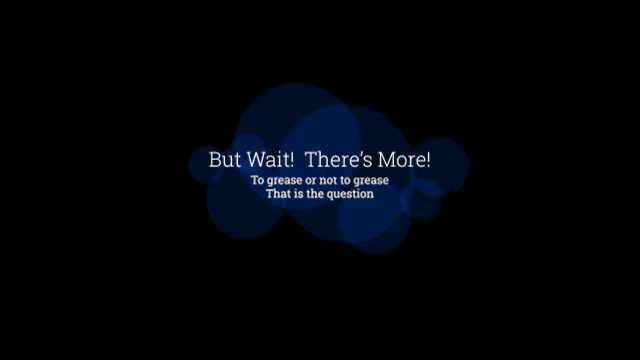 But Wait!  There's More!
To grease or not to grease
That is the question